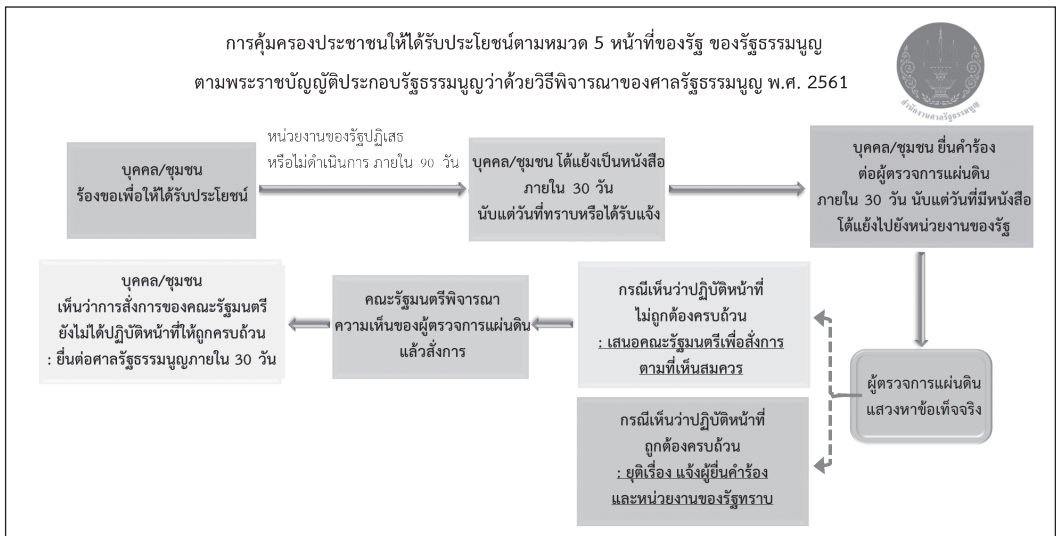 การคุ้มครองประชาชนให้ได้รับประโยชน์ตามหมวด 5 หน้าที่ของรัฐ ของรัฐธรรมนูญ
ตามพระราชบัญญัติประกอบรัฐธรรมนูญว่าด้วยวิธีพิจารณาของศาลรัฐธรรมนูญ พ.ศ. 2561
สำนักงานศาลรัฐธรรมนูญ
บุคคล/ชุมชน
ร้องขอเพื่อให้ได้รับประโยชน์
หน่วยงานของรัฐปฏิเสธ
หรือไม่ดำเนินการ ภายใน 90 วัน
บุคคล/ชุมชน โต้แย้งเป็นหนังสือ
ภายใน 30 วัน
นับแต่วันที่ทราบหรือได้รับแจ้ง
บุคคล/ชุมชน ยื่นคำร้อง
ต่อผู้ตรวจการแผ่นดิน
ภายใน 30 วัน นับแต่วันที่มีหนังสือ
โต้แย้งไปยังหน่วยงานของรัฐ
บุคคล/ชุมชน
เห็นว่าการสั่งการของคณะรัฐมนตรี
ยังไม่ได้ปฏิบัติหน้าที่ให้ถูกครบถ้วน
: ยื่นต่อศาลรัฐธรรมนูญภายใน 30 วัน
คณะรัฐมนตรีพิจารณา
ความเห็นของผู้ตรวจการแผ่นดิน
แล้วสั่งการ
กรณีเห็นว่าปฏิบัติหน้าที่
ไม่ถูกต้องครบถ้วน
: เสนอคณะรัฐมนตรีเพื่อสั่งการ
ตามที่เห็นสมควร
ผู้ตรวจการแผ่นดิน
แสวงหาข้อเท็จจริง
กรณีเห็นว่าปฏิบัติหน้าที่
ถูกต้องครบถ้วน
: ยุติเรื่อง แจ้งผู้ยื่นคำร้อง
และหน่วยงานของรัฐทราบ